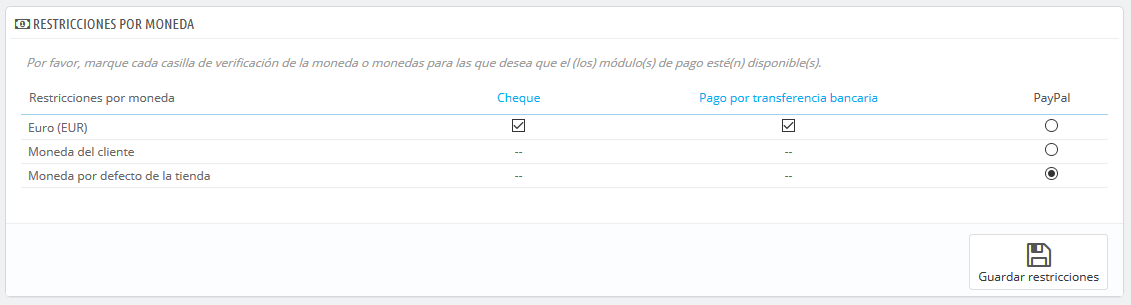 RESTRICCIONES POR MONEDA
Por favor, marque cada casilla de verificación de la moneda o monedas para las que desea que el (los) módulo(s) de pago esté(n) disponible(s).
Restricciones por moneda Cheque Pago por transferencia bancaria PayPal
Euro (EUR)
Moneda del cliente -- --
Moneda por defecto de la tienda -- --
Guardar restricciones